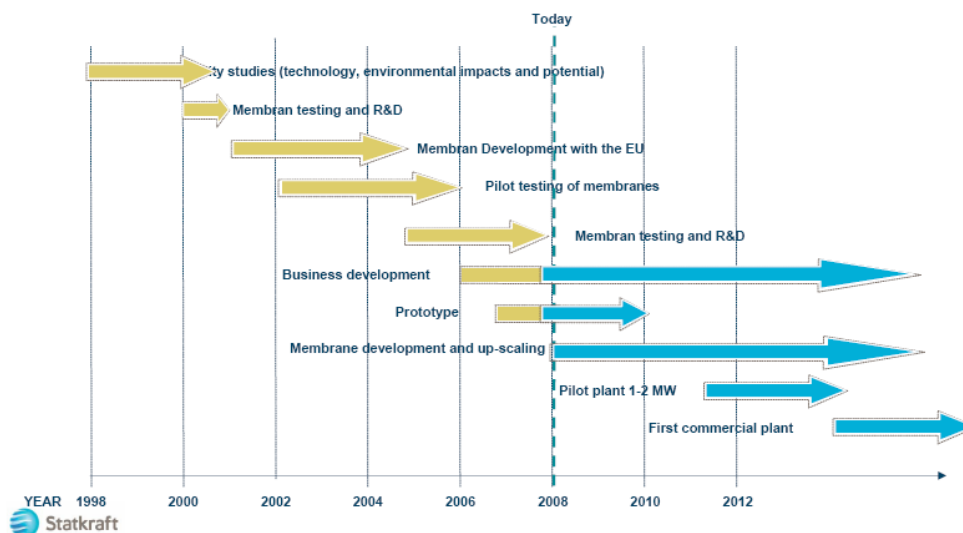 Today
ity studies (technology, environmental impacts and potential)
Membran testing and R&D
Membran Development with the EU
Pilot testing of membranes
Membran testing and R&D
Business development
Prototype
Membrane development and up-scaling
Pilot plant 1-2 MW
First commercial plant
YEAR 1998 2000 2002 2004 2006 2008 2010 2012
Statkraft